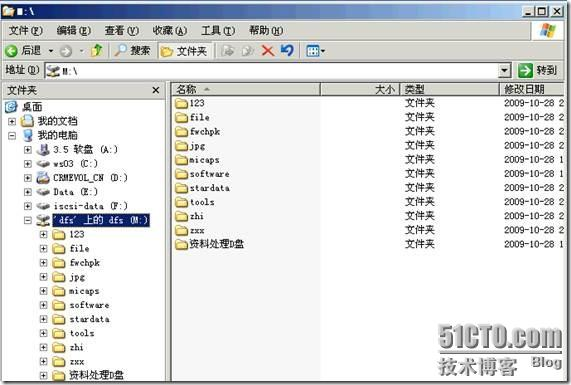 M:\
文件(F) 编辑(E) 查看(V) 收藏(A) 工具(T) 帮助(H)
后退 搜索 文件夹
地址(D) M:\ 转到
文件夹
桌面
我的文档
我的电脑
3.5 软盘 (A:)
ws03 (C:)
CRMEVOL_CN (D:)
Data (E:)
iscsi-data (F:)
'dfs' 上的 dfs (M:)
123
file
fwchpk
jpg
micaps
software
stardata
tools
zhi
zxx
资料处理D盘
名称 大小 类型 修改日期
123 文件夹 2009-10-28 2
file 文件夹 2009-10-28 2
fwchpk 文件夹 2009-10-28 2
jpg 文件夹 2009-10-28 2
micaps 文件夹 2009-10-28 2
software 文件夹 2009-10-28 1
stardata 文件夹 2009-10-28 2
tools 文件夹 2009-10-28 2
zhi 文件夹 2009-10-28 2
zxx 文件夹 2009-10-28 2
资料处理D盘 文件夹 2009-10-28 1
51CTO.com
技术博客 Blog